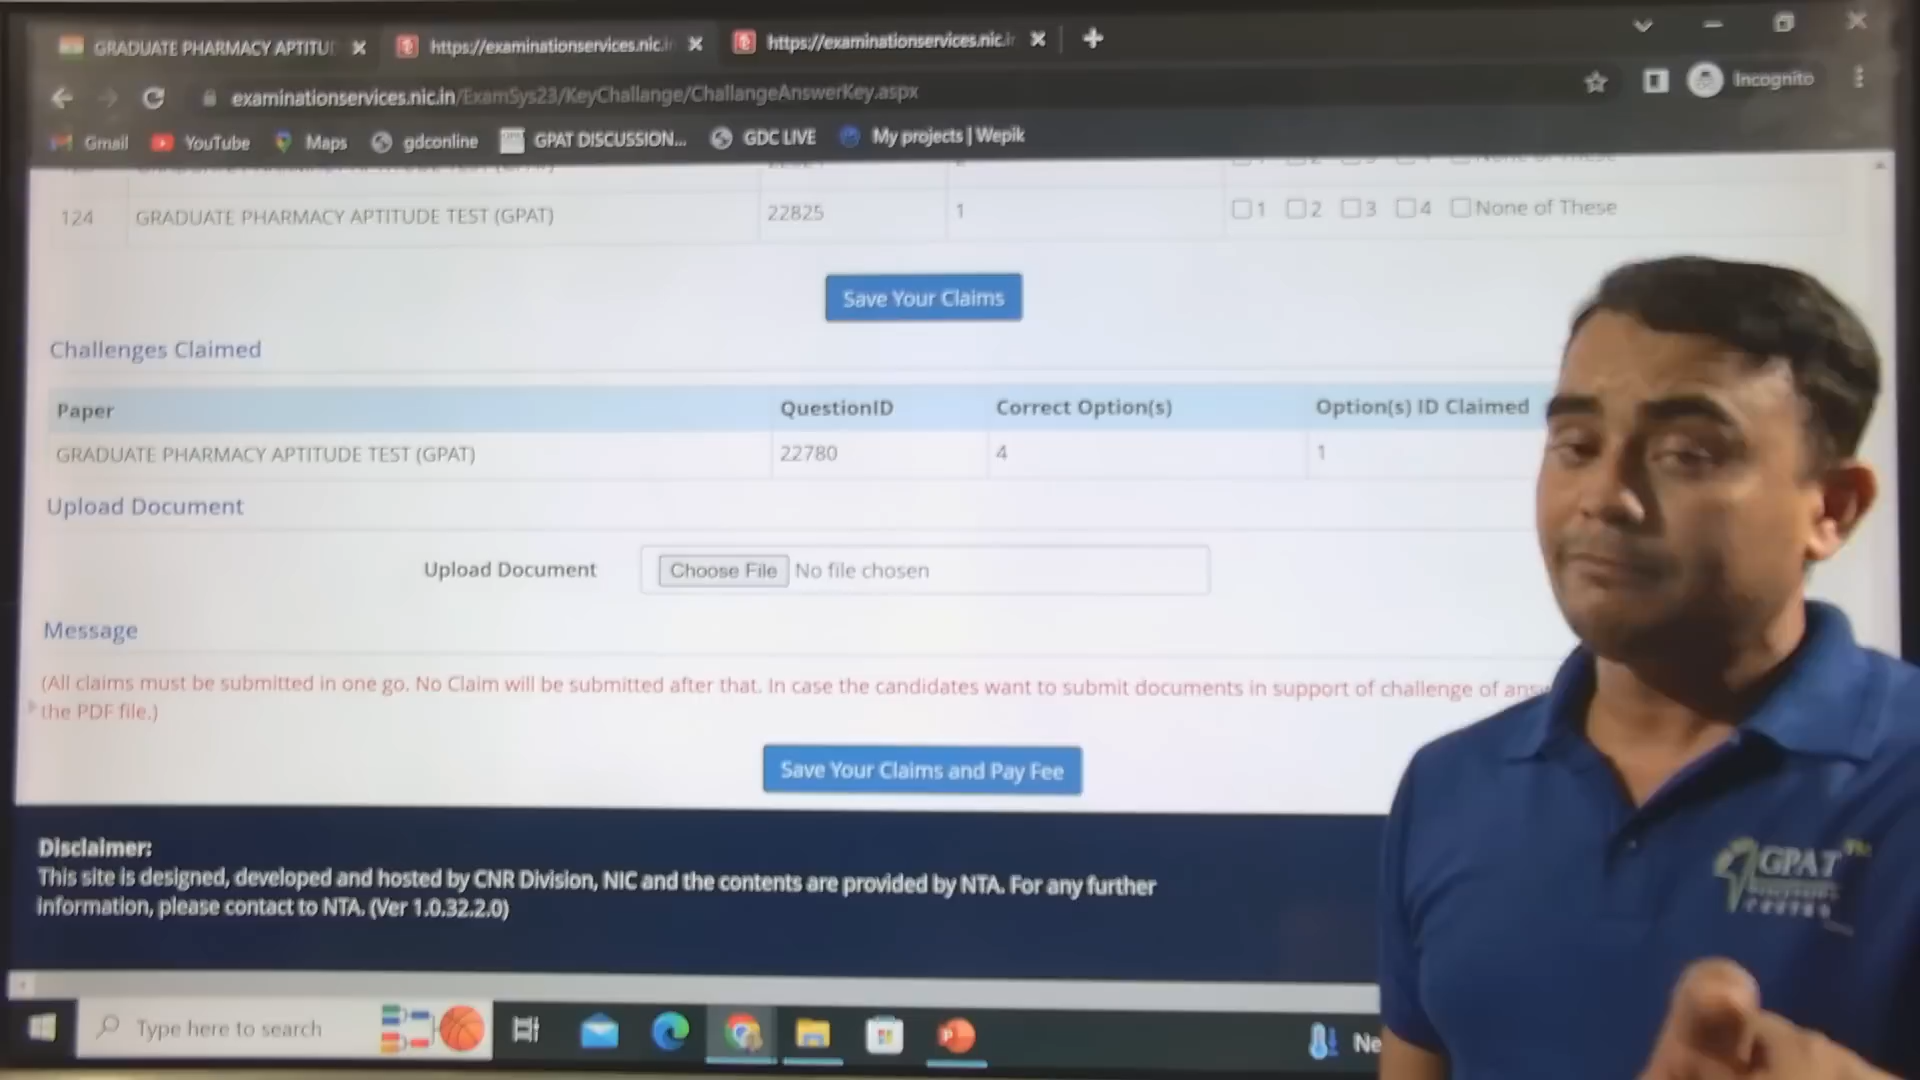 GRADUATE PHARMACY APTITU
https://examinationservices.nic.in
https://examinationservices.nic.in
examinationservices.nic.in/ExamSys23/KeyChallange/ChallangeAnswerKey.aspx
Incognito
Gmail
YouTube
Maps
gdconline
GPAT DISCUSSION...
GDC LIVE
My projects | Wepik
124 GRADUATE PHARMACY APTITUDE TEST (GPAT) 22825 1 1 2 3 4 None of These
Save Your Claims
Challenges Claimed
Paper QuestionID Correct Option(s) Option(s) ID Claimed
GRADUATE PHARMACY APTITUDE TEST (GPAT) 22780 4 1
Upload Document
Upload Document Choose File No file chosen
Message
(All claims must be submitted in one go. No Claim will be submitted after that. In case the candidates want to submit documents in support of challenge of
the PDF file.)
Save Your Claims and Pay Fee
Disclaimer:
This site is designed, developed and hosted by CNR Division, NIC and the contents are provided by NTA. For any further
information, please contact to NTA. (Ver 1.0.32.2.0)
Type here to search
Ne
GPAT TM
CENTER